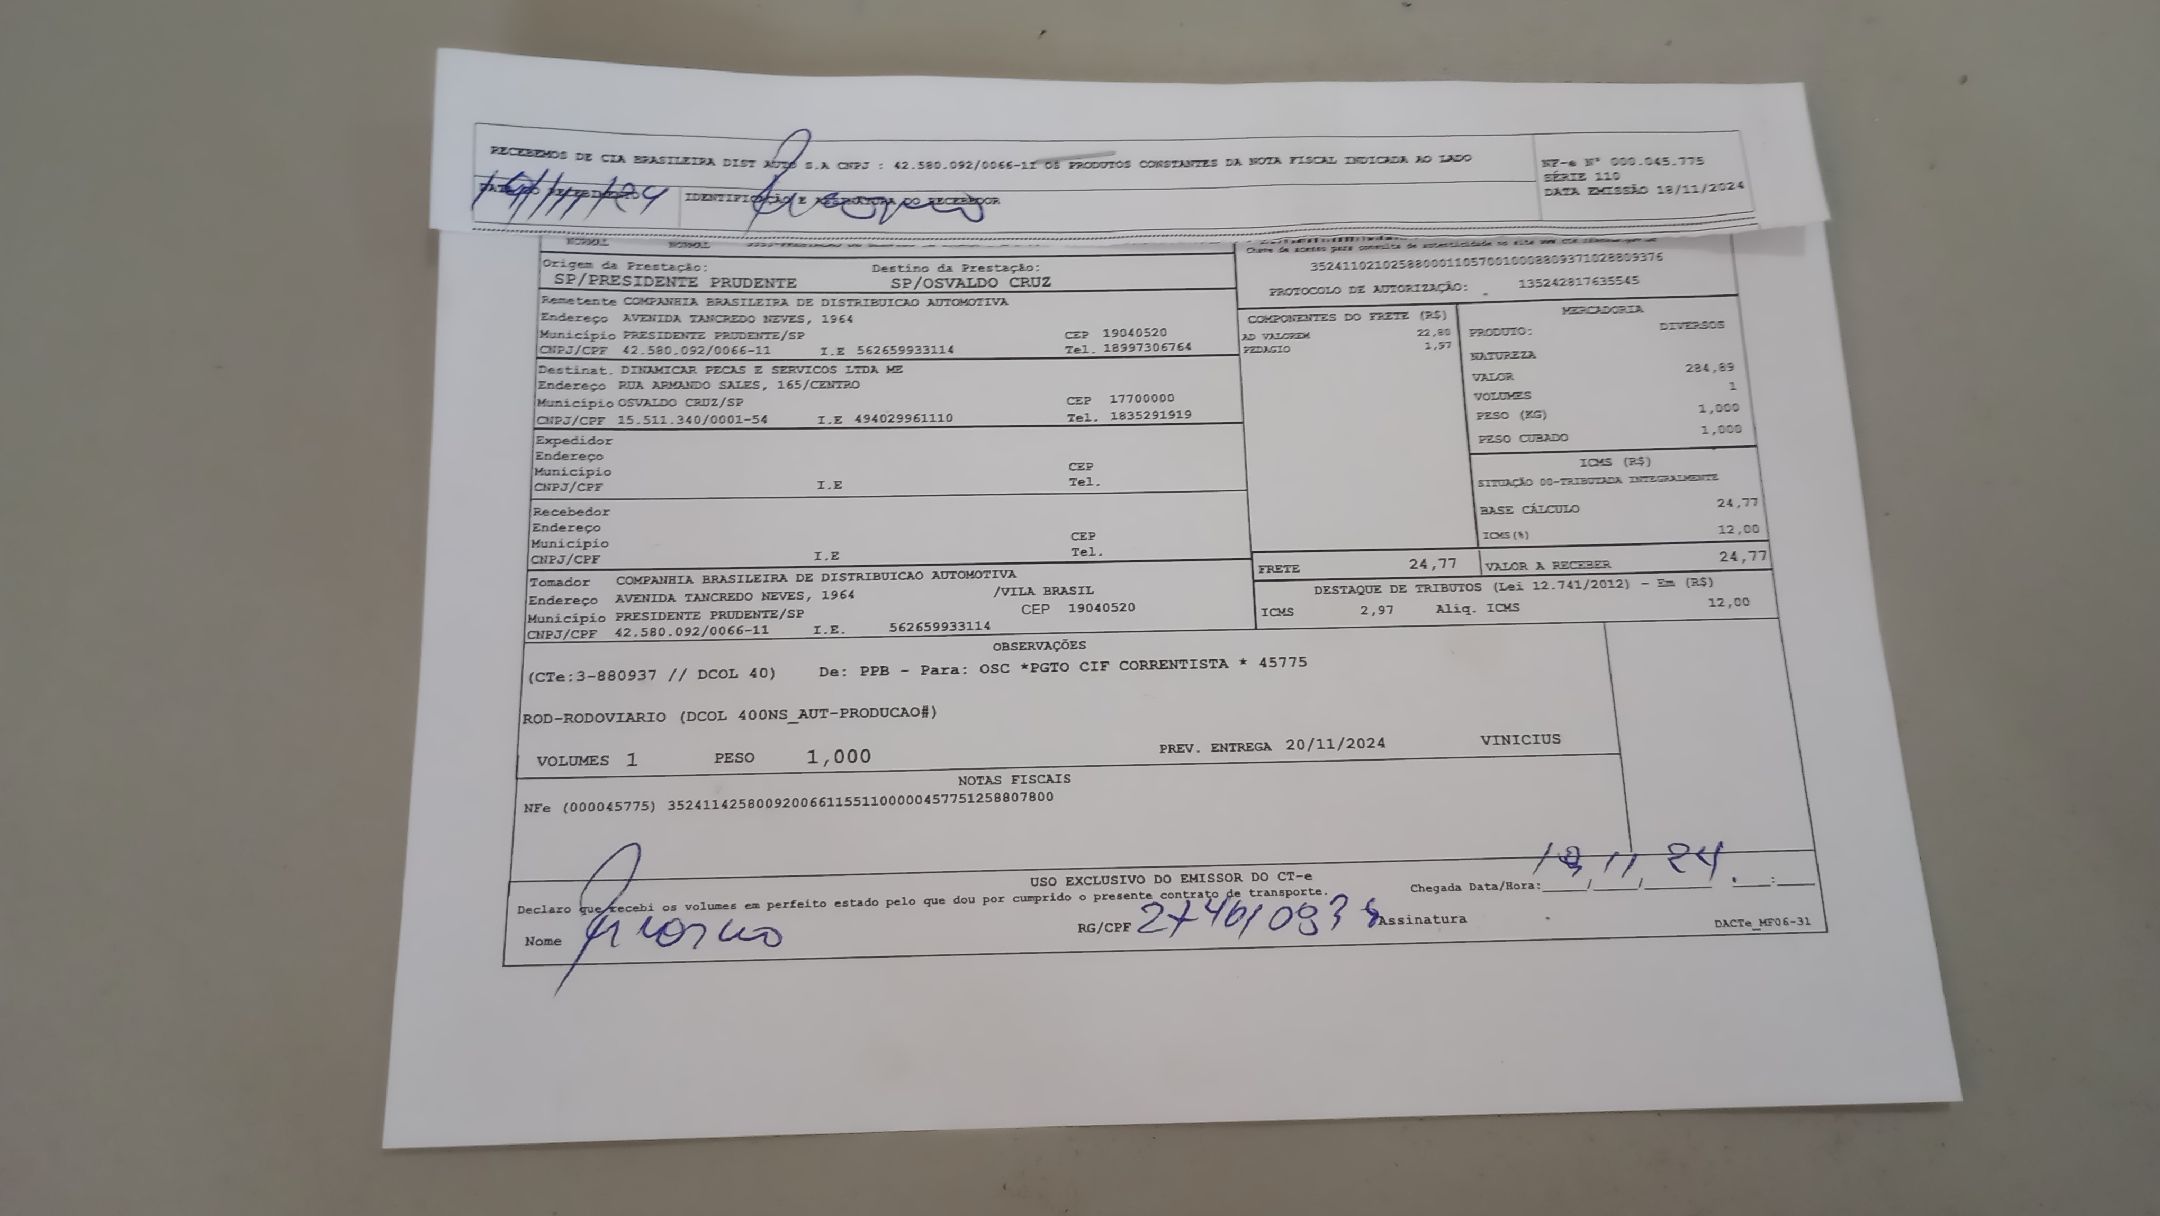 RECEBEMOS DE CIA BRASILEIRA DIST AUTO S.A CNPJ : 42.580.092/0066-11 OS PRODUTOS CONSTANTES DA NOTA FISCAL INDICADA AO LADO
NF-e Nº 000.045.775
SÉRIE 110
DATA EMISSÃO 18/11/2024
DATA DO RECEBIMENTO
IDENTIFICAÇÃO E ASSINATURA DO RECEBEDOR
NORMAL NORMAL
Chave de acesso para consulta de autenticidade no site
35241102102588000110570010008809371028809376
PROTOCOLO DE AUTORIZAÇÃO: 135242817635545
Origem da Prestação: Destino da Prestação:
SP/PRESIDENTE PRUDENTE SP/OSVALDO CRUZ
Remetente COMPANHIA BRASILEIRA DE DISTRIBUICAO AUTOMOTIVA
Endereço AVENIDA TANCREDO NEVES, 1964
Município PRESIDENTE PRUDENTE/SP CEP 19040520
CNPJ/CPF 42.580.092/0066-11 I.E 562659933114 Tel. 18997306764
Destinat. DINAMICAR PECAS E SERVICOS LTDA ME
Endereço RUA ARMANDO SALES, 165/CENTRO
Município OSVALDO CRUZ/SP CEP 17700000
CNPJ/CPF 15.511.340/0001-54 I.E 494029961110 Tel. 1835291919
Expedidor
Endereço
Município CEP
CNPJ/CPF I.E Tel.
Recebedor
Endereço
Município CEP
CNPJ/CPF I.E Tel.
Tomador COMPANHIA BRASILEIRA DE DISTRIBUICAO AUTOMOTIVA
Endereço AVENIDA TANCREDO NEVES, 1964 /VILA BRASIL
Município PRESIDENTE PRUDENTE/SP CEP 19040520
CNPJ/CPF 42.580.092/0066-11 I.E. 562659933114
COMPONENTES DO FRETE (R$)
AD VALOREM 22,80
PEDAGIO 1,97
MERCADORIA
PRODUTO: DIVERSOS
NATUREZA
VALOR 284,89
VOLUMES 1
PESO (KG) 1,000
PESO CUBADO 1,000
ICMS (R$)
SITUAÇÃO 00-TRIBUTADA INTEGRALMENTE
BASE CÁLCULO 24,77
ICMS(%) 12,00
FRETE 24,77 VALOR A RECEBER 24,77
DESTAQUE DE TRIBUTOS (Lei 12.741/2012) - Em (R$)
ICMS 2,97 Aliq. ICMS 12,00
OBSERVAÇÕES
(CTe:3-880937 // DCOL 40) De: PPB - Para: OSC *PGTO CIF CORRENTISTA * 45775
ROD-RODOVIARIO (DCOL 400NS_AUT-PRODUCAO#)
VOLUMES 1 PESO 1,000 PREV. ENTREGA 20/11/2024 VINICIUS
NOTAS FISCAIS
NFe (000045775) 35241142580092006611551100000457751258807800
USO EXCLUSIVO DO EMISSOR DO CT-e
Declaro que recebi os volumes em perfeito estado pelo que dou por cumprido o presente contrato de transporte.
Chegada Data/Hora: 11 24
Nome RG/CPF Assinatura
DACTe_MF06-31